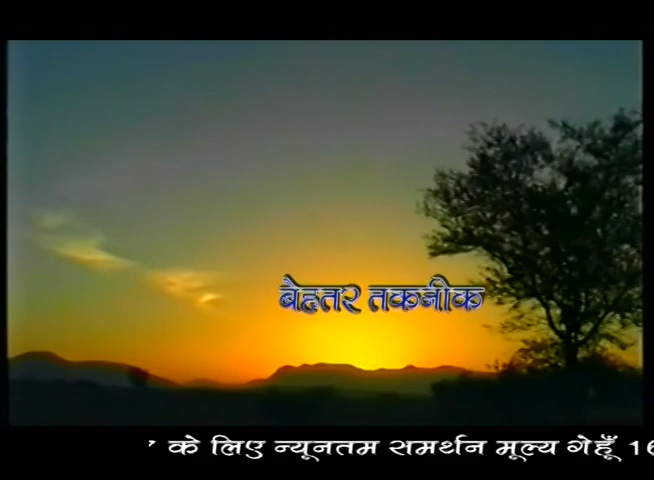 बेहतर तकनीक
' के लिए न्यूनतम समर्थन मूल्य गेहूँ 16